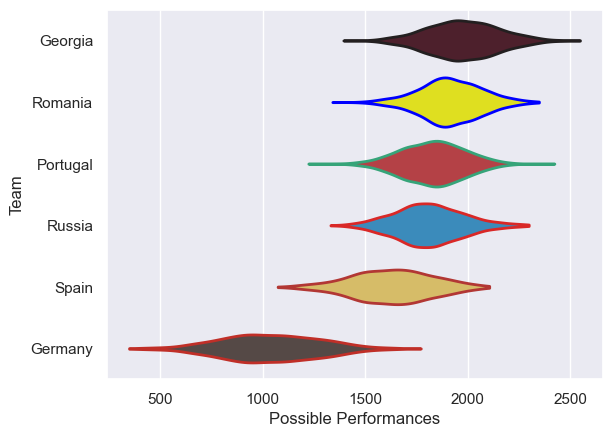 Georgia
Romania
Portugal
Russia
Spain
Germany
Team
500 1000 1500 2000 2500
Possible Performances